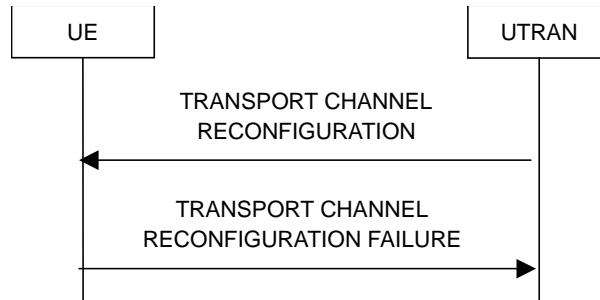 UE
UTRAN
TRANSPORT CHANNEL
RECONFIGURATION
TRANSPORT CHANNEL
RECONFIGURATION FAILURE